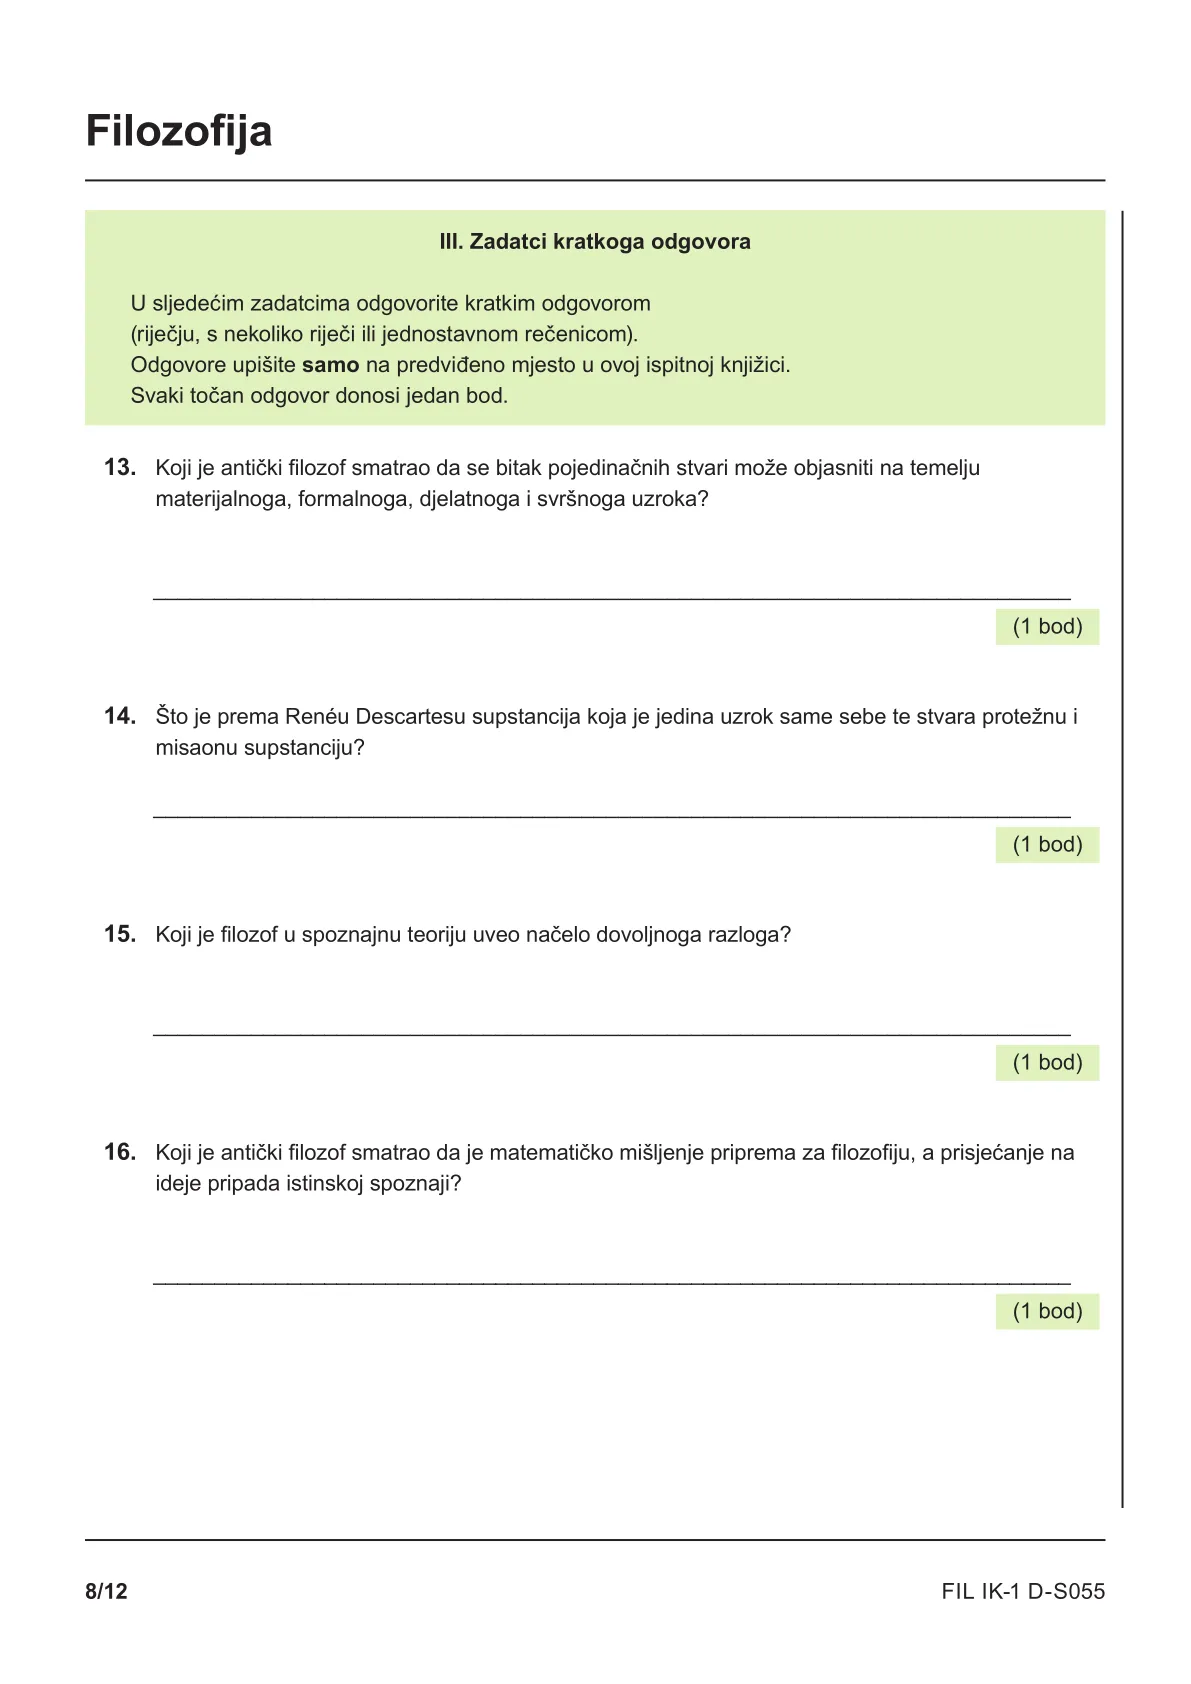 Filozofija
III. Zadatci kratkoga odgovora
U sljedećim zadatcima odgovorite kratkim odgovorom
(riječju, s nekoliko riječi ili jednostavnom rečenicom).
Odgovore upišite samo na predviđeno mjesto u ovoj ispitnoj knjižici.
Svaki točan odgovor donosi jedan bod.
13. Koji je antički filozof smatrao da se bitak pojedinačnih stvari može objasniti na temelju
materijalnoga, formalnoga, djelatnoga i svršnoga uzroka?
(1 bod)
14. Što je prema Renéu Descartesu supstancija koja je jedina uzrok same sebe te stvara protežnu i
misaonu supstanciju?
(1 bod)
15. Koji je filozof u spoznajnu teoriju uveo načelo dovoljnoga razloga?
(1 bod)
16. Koji je antički filozof smatrao da je matematičko mišljenje priprema za filozofiju, a prisjećanje na
ideje pripada istinskoj spoznaji?
(1 bod)
8/12
FIL IK-1 D-S055